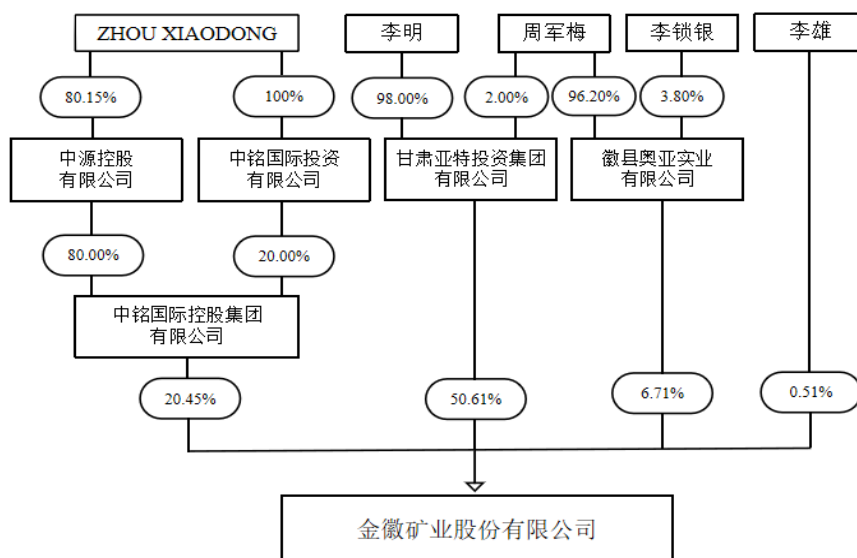 ZHOU XIAODONG
李明
周军梅
李锁银
李雄
80.15%
100%
98.00%
2.00%
96.20%
3.80%
中源控股
有限公司
中铭国际投资
有限公司
甘肃亚特投资集团
有限公司
徽县奥亚实业
有限公司
80.00%
20.00%
中铭国际控股集团
有限公司
20.45%
50.61%
6.71%
0.51%
金徽矿业股份有限公司